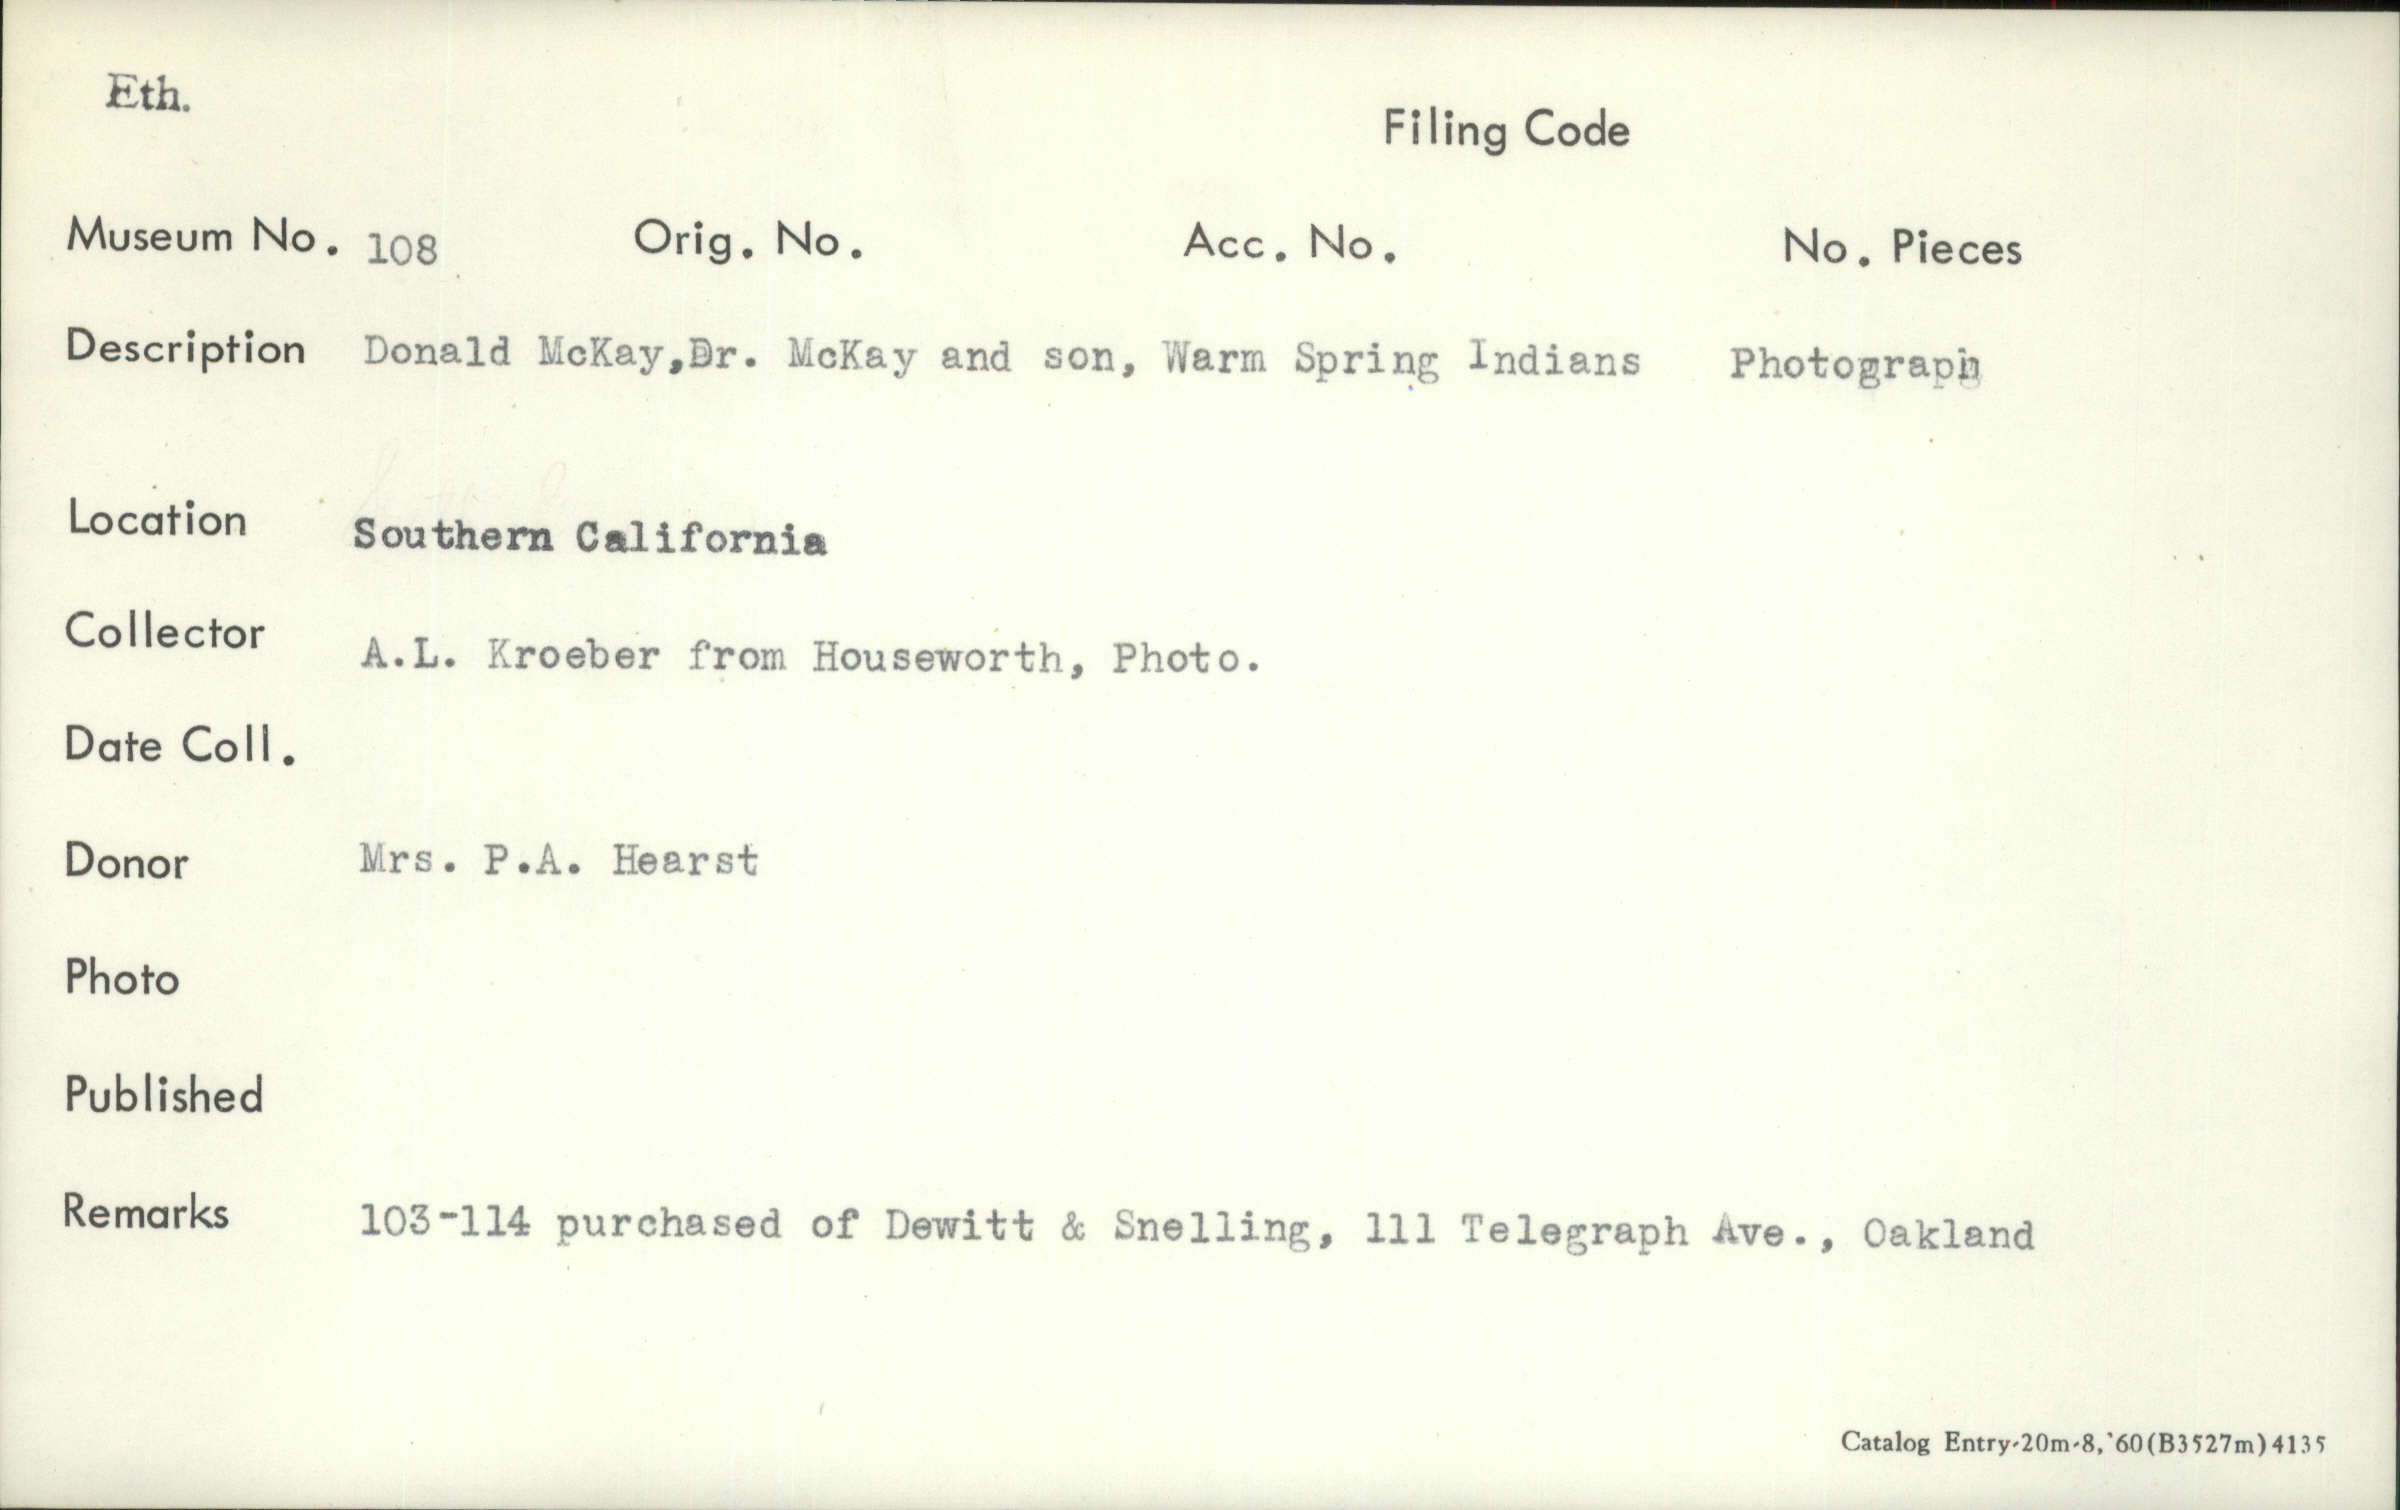 Eth.
Filing Code
Museum No. 108 Orig. No. Acc. No. No. Pieces
Description Donald McKay,Dr. McKay and son, Warm Spring Indians Photograph
Location Southern California
Collector A.L. Kroeber from Houseworth, Photo.
Date Coll.
Donor Mrs. P.A. Hearst
Photo
Published
Remarks 103-114 purchased of Dewitt & Snelling, 111 Telegraph Ave., Oakland
Catalog Entry-20m-8,'60(B3527m)4135